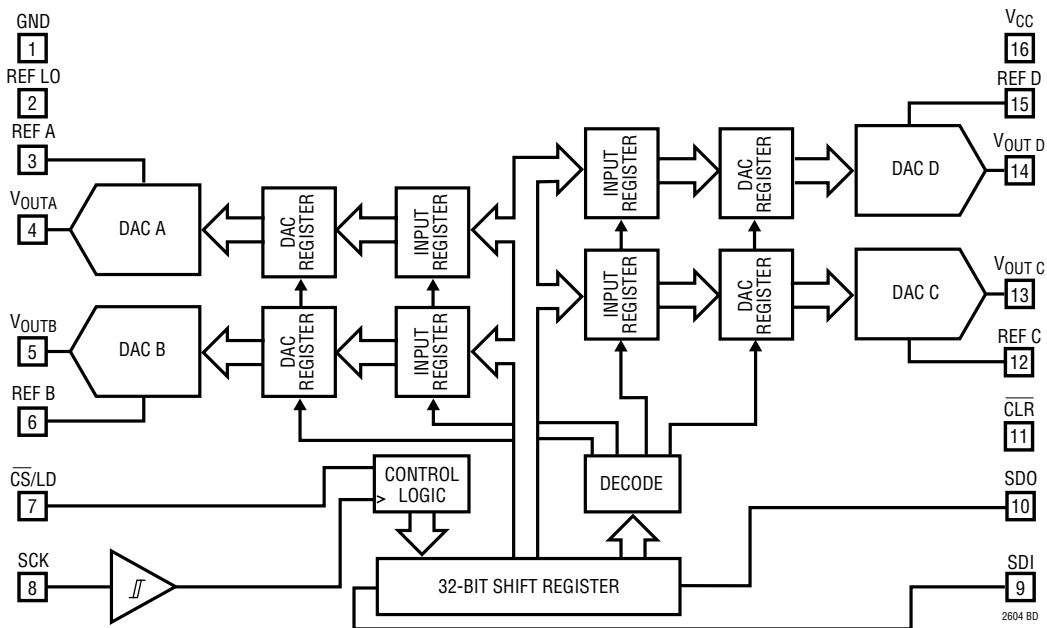 GND
1
REF LO
2
REF A
3
VOUTA
4
VOUTB
5
REF B
6
CS/LD
7
SCK
8
DAC A
DAC
REGISTER
INPUT
REGISTER
DAC B
DAC
REGISTER
INPUT
REGISTER
CONTROL
LOGIC
32-BIT SHIFT REGISTER
DECODE
INPUT
REGISTER
DAC
REGISTER
DAC D
INPUT
REGISTER
DAC
REGISTER
DAC C
VCC
16
REF D
15
VOUT D
14
VOUT C
13
REF C
12
CLR
11
SDO
10
SDI
9
2604 BD